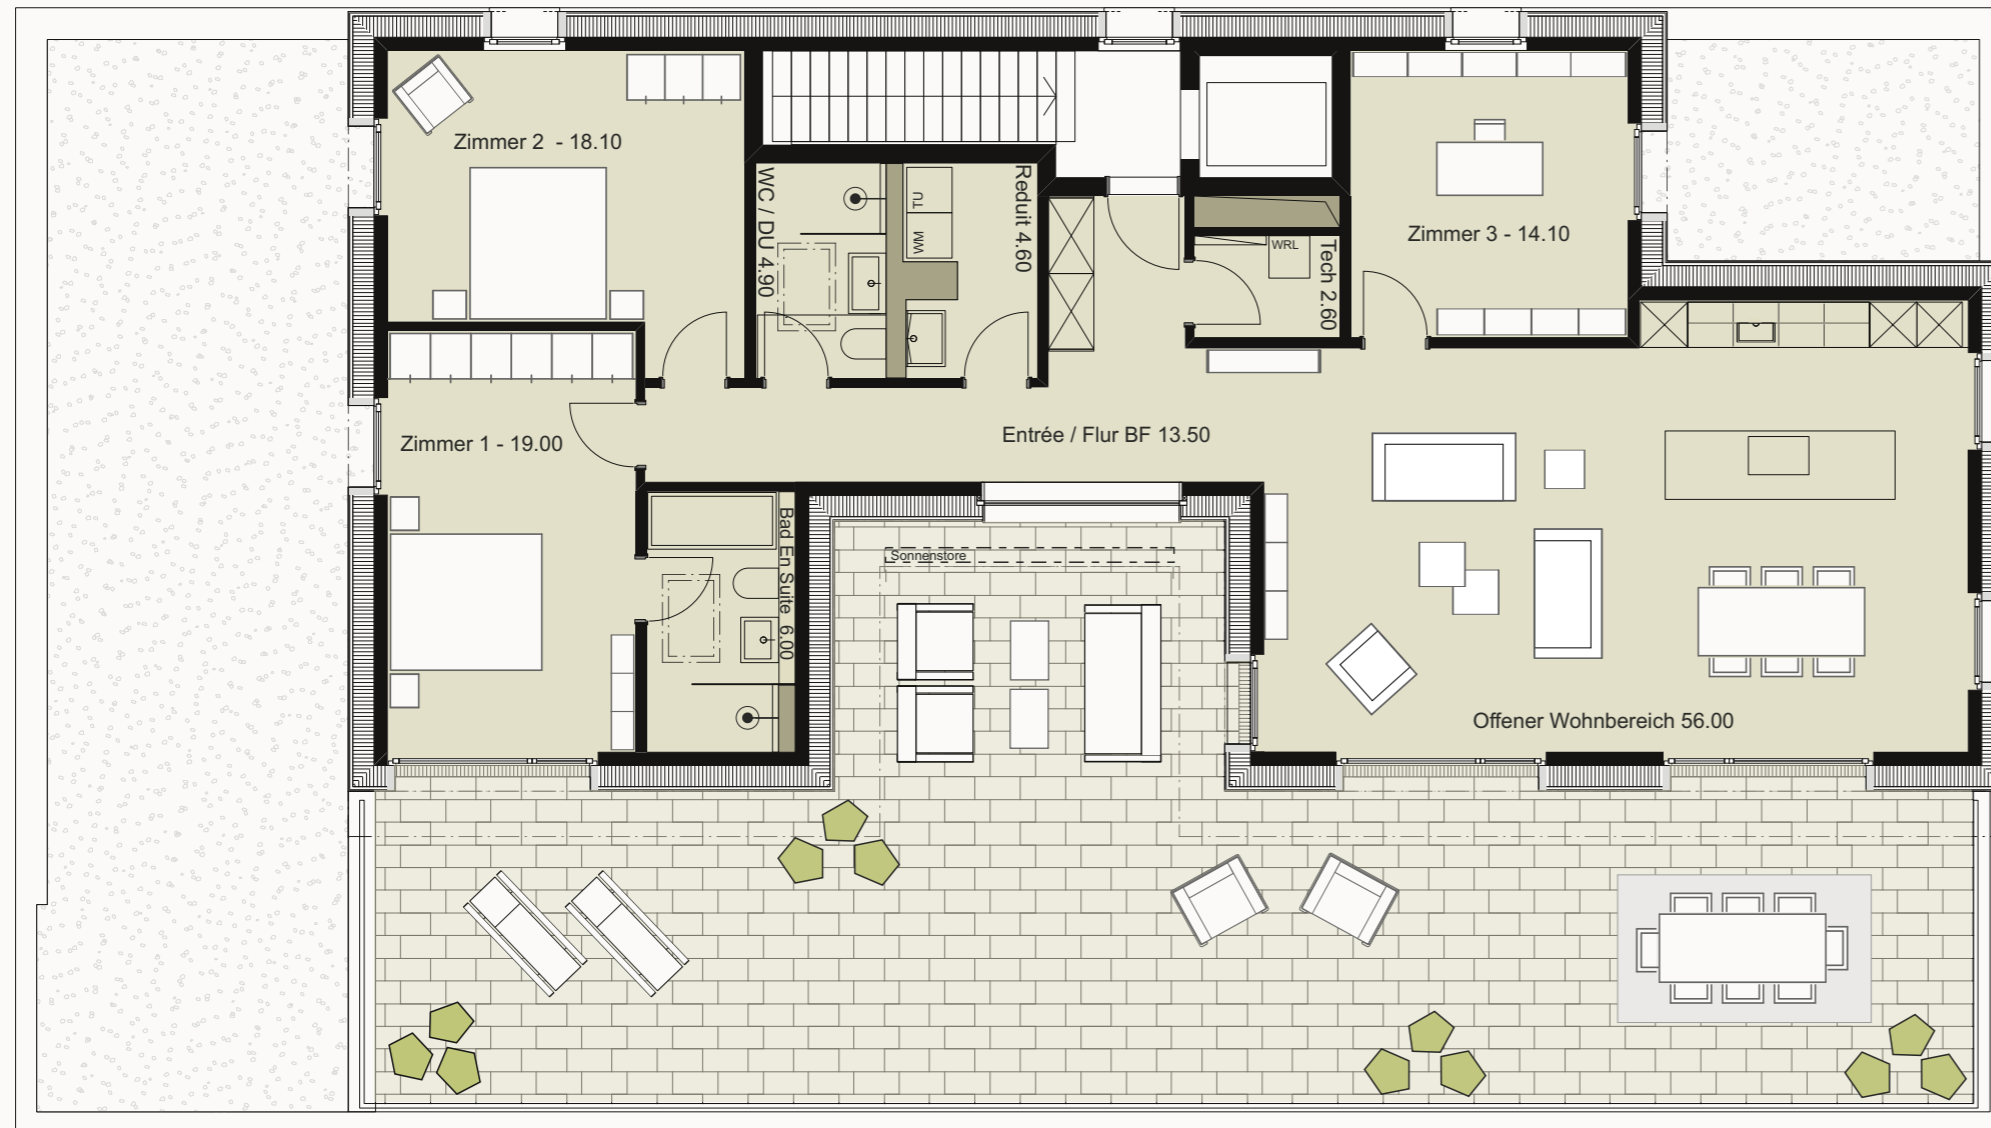 Zimmer 2 - 18.10
WC / DU 4.90
TU
WM
Reduit 4.60
WRL
Tech 2.60
Zimmer 3 - 14.10
Zimmer 1 - 19.00
Entrée / Flur BF 13.50
Bad En Suite 6.00
Sonnenstore
Offener Wohnbereich 56.00